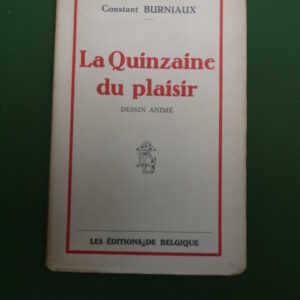 Constant BURNIAUX
La Quinzaine
du plaisir
DESSIN ANIMÉ
LES ÉDITIONS DE BELGIQUE